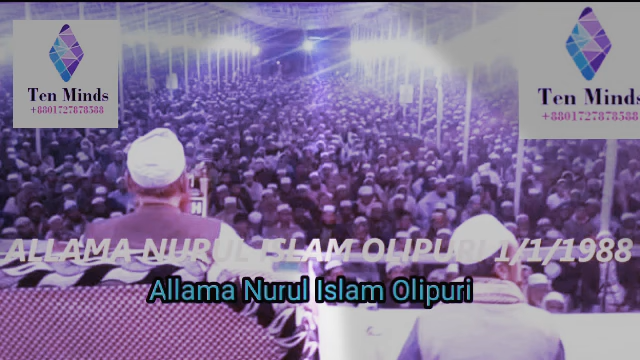 Ten Minds
+8801727878588
Ten Minds
+8801727878588
ALLAMA NURUL ISLAM OLIPURI 1/1/1988
Allama Nurul Islam Olipuri